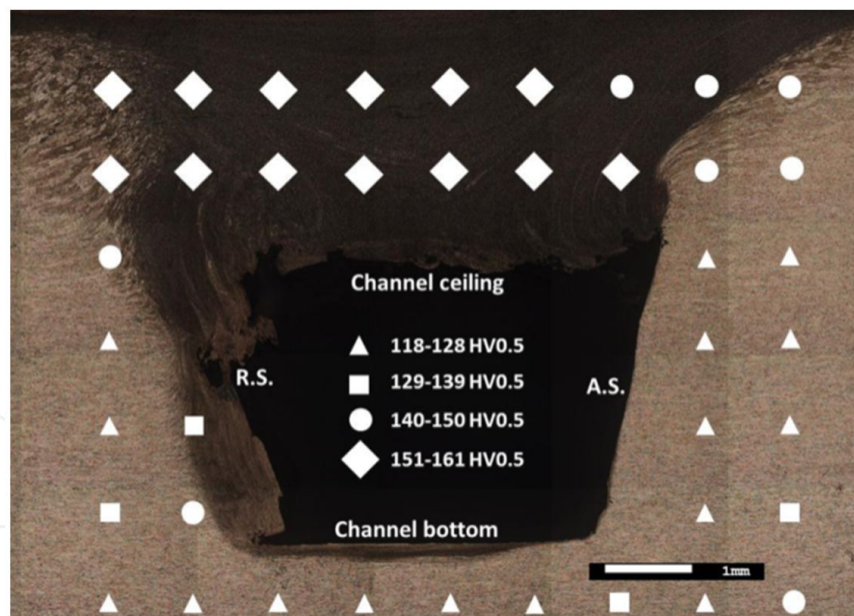 Channel ceiling
118-128 HV0.5
129-139 HV0.5
R.S.
A.S.
140-150 HV0.5
151-161 HV0.5
Channel bottom
1mm